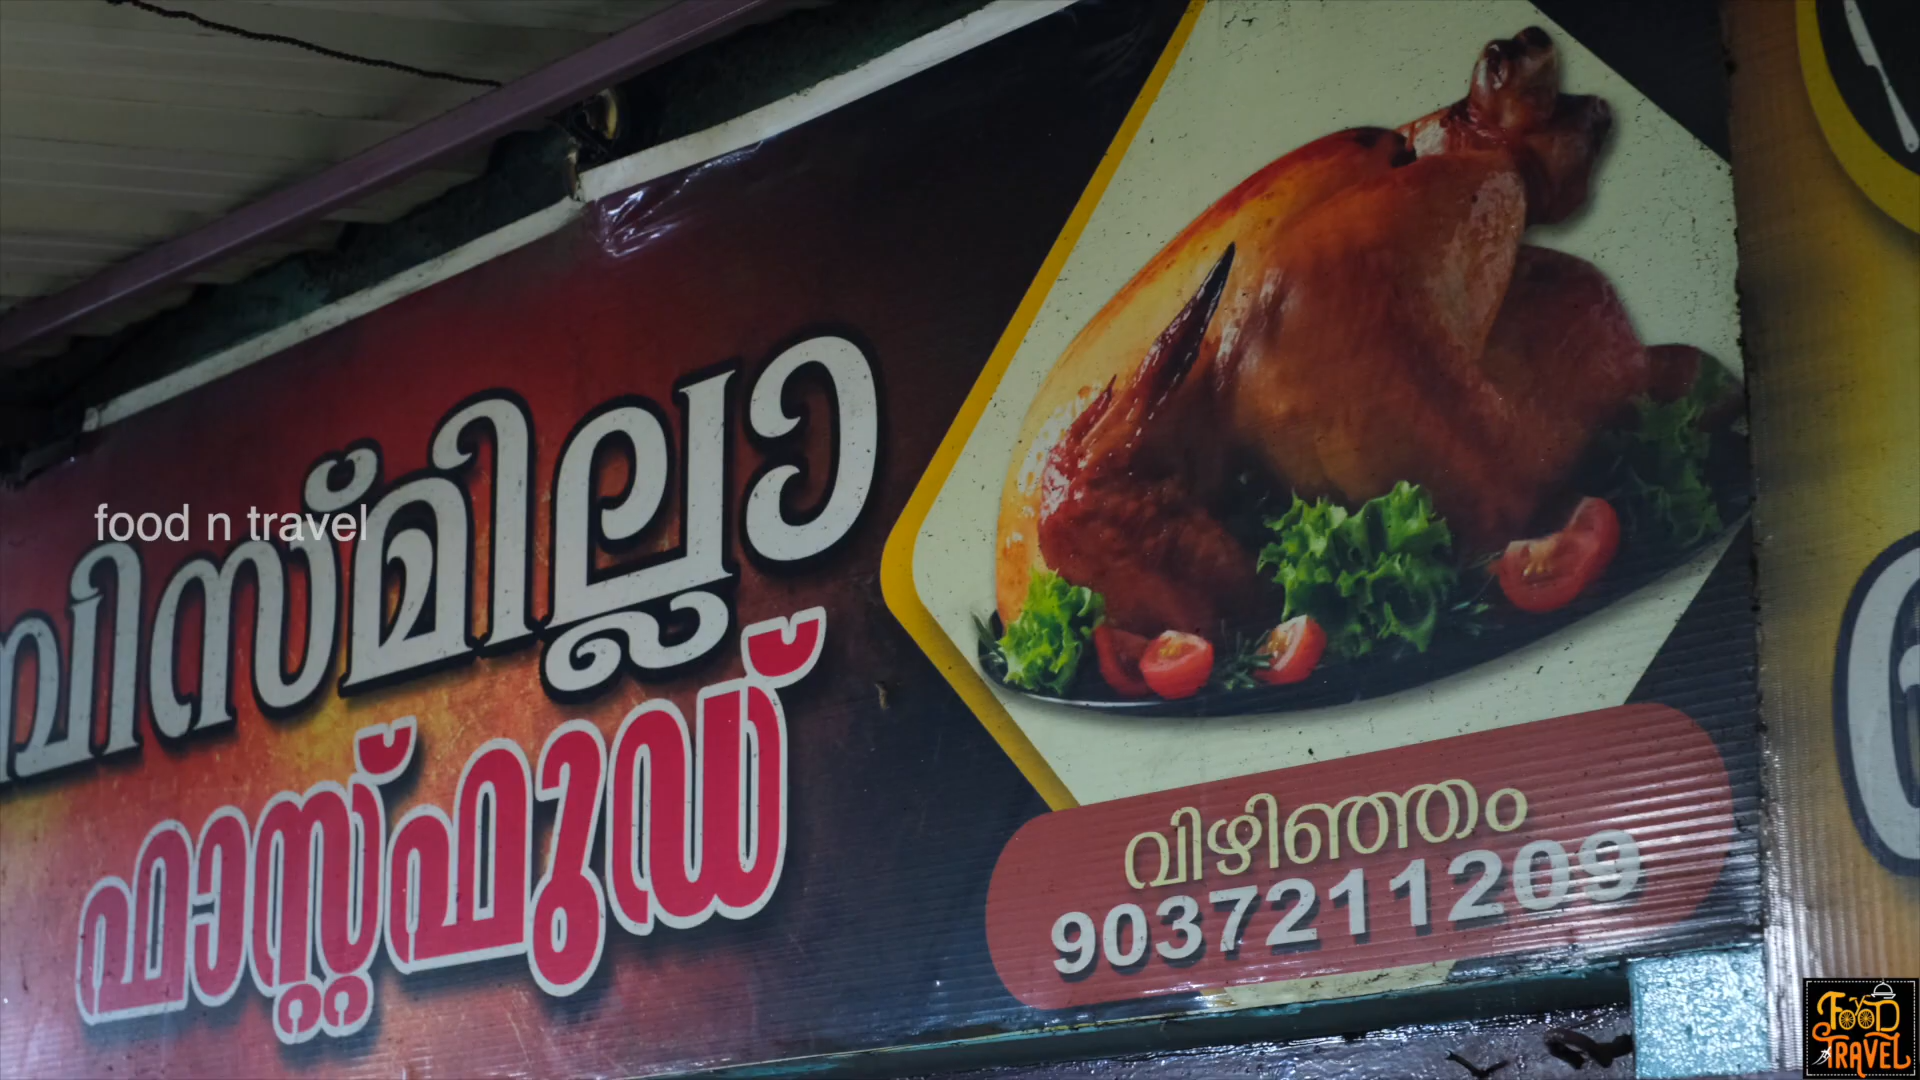 food n travel
ബിസ്മില്ലാ
ഫാസ്റ്റ്ഫുഡ്
വിഴിഞ്ഞം
9037211209
FOOD
N TRAVEL